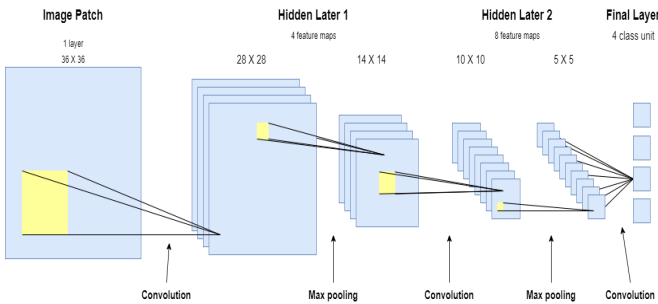 Image Patch
Hidden Later 1
Hidden Later 2
Final Layer
1 layer
4 feature maps
8 feature maps
4 class unit
36 X 36
28 X 28
14 X 14
10 X 10
5 X 5
Convolution
Max pooling
Convolution
Max pooling
Convolution